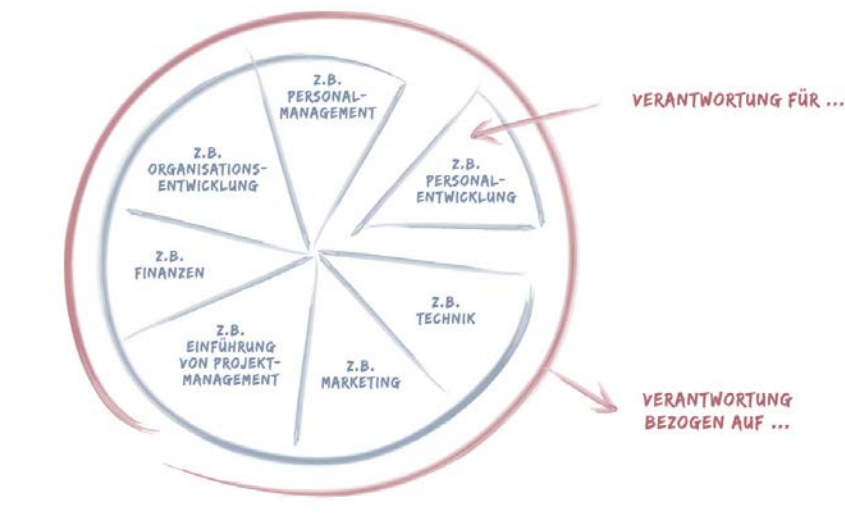 Z.B.
PERSONAL-
MANAGEMENT
VERANTWORTUNG FÜR ...
Z.B.
PERSONAL-
ENTWICKLUNG
Z.B.
ORGANISATIONS-
ENTWICKLUNG
Z.B.
FINANZEN
Z.B.
TECHNIK
Z.B.
EINFÜHRUNG
VON PROJEKT-
MANAGEMENT
Z.B.
MARKETING
VERANTWORTUNG
BEZOGEN AUF ...